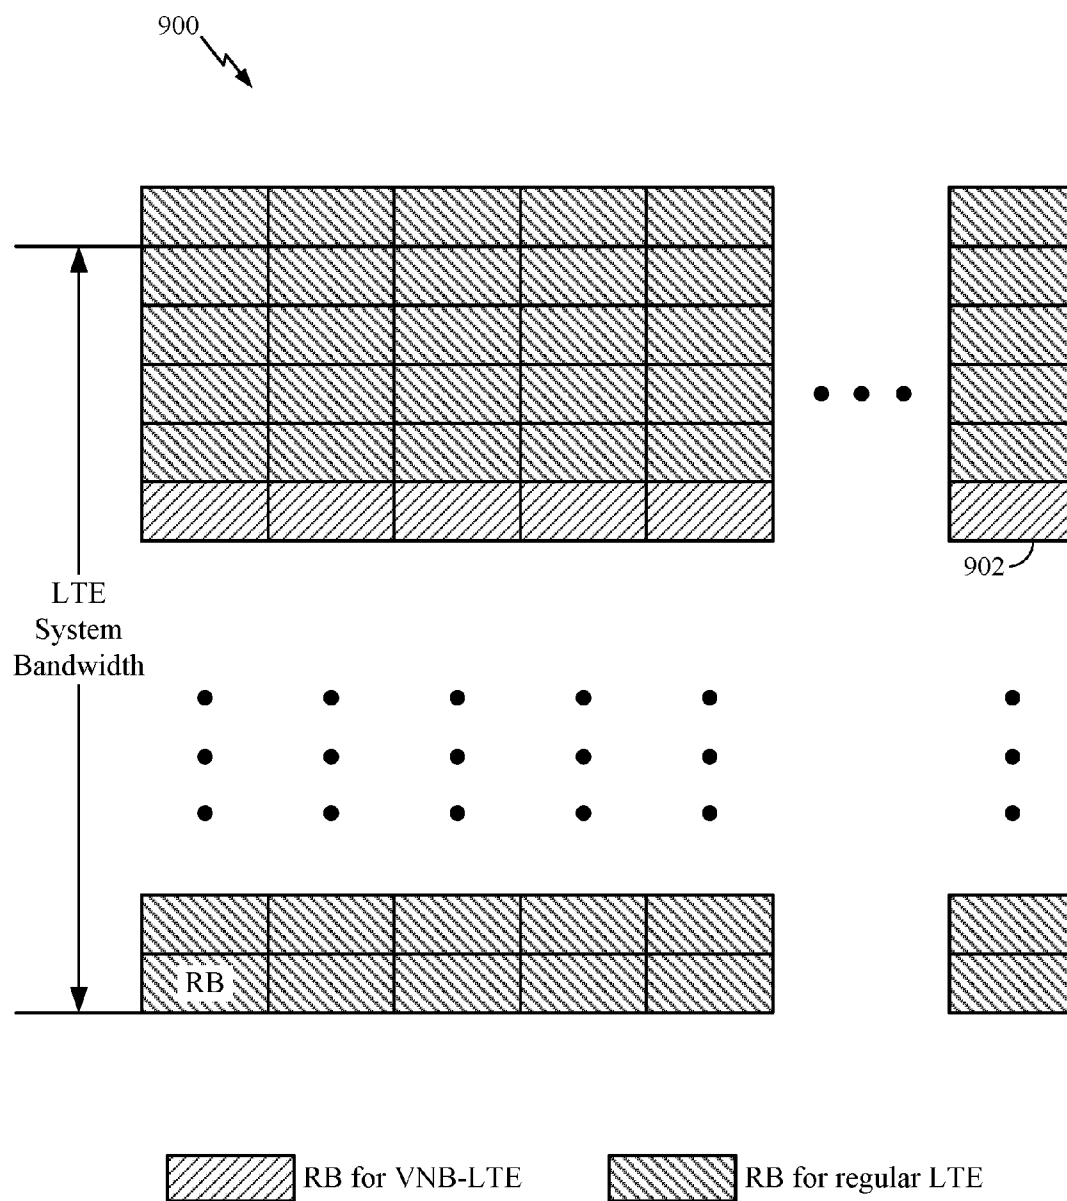 900
902
LTE
System
Bandwidth
RB
RB for VNB-LTE
RB for regular LTE